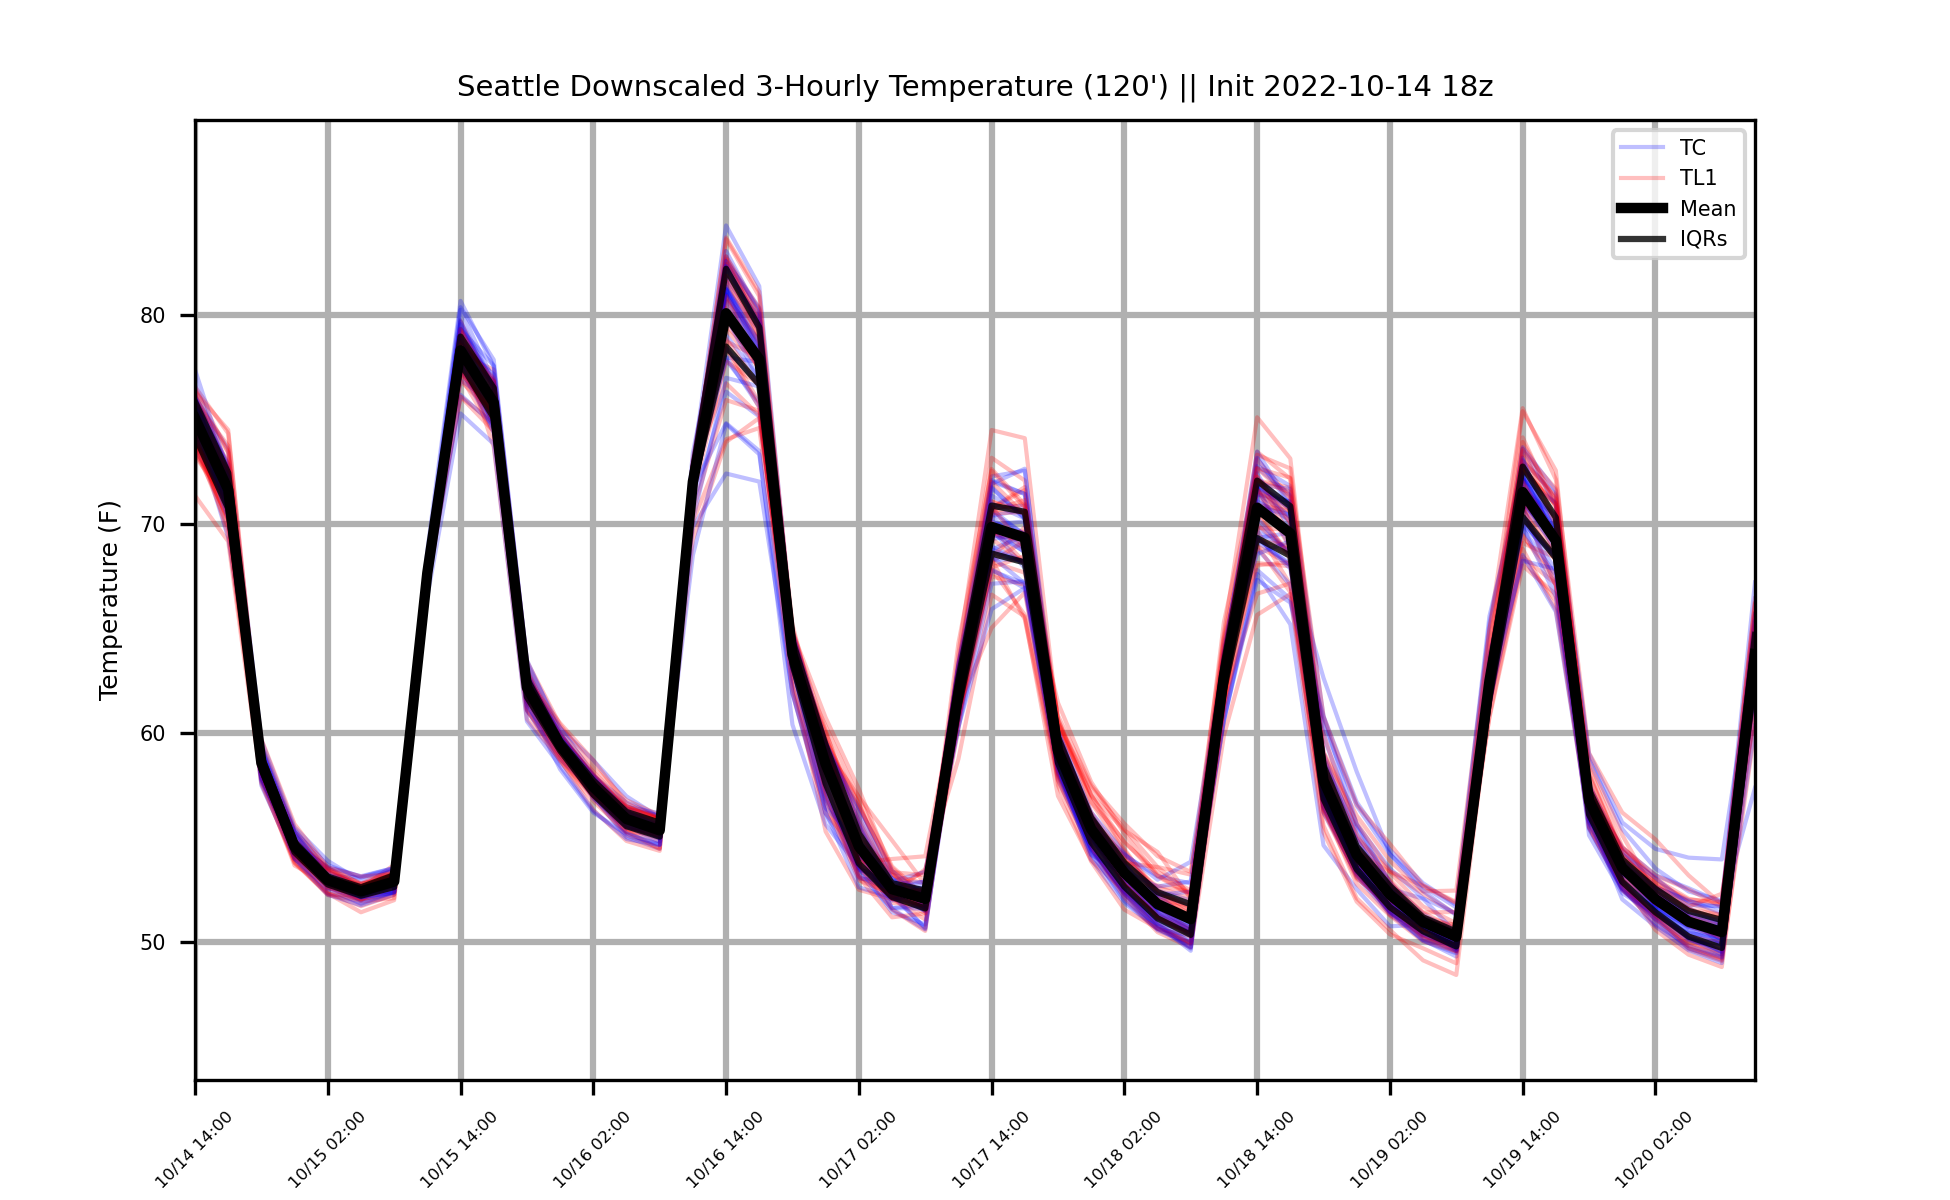 Seattle Downscaled 3-Hourly Temperature (120') || Init 2022-10-14 18z
TC
TL1
Mean
IQRs
Temperature (F)
80
70
60
50
10/14 14:00
10/15 02:00
10/15 14:00
10/16 02:00
10/16 14:00
10/17 02:00
10/17 14:00
10/18 02:00
10/18 14:00
10/19 02:00
10/19 14:00
10/20 02:00